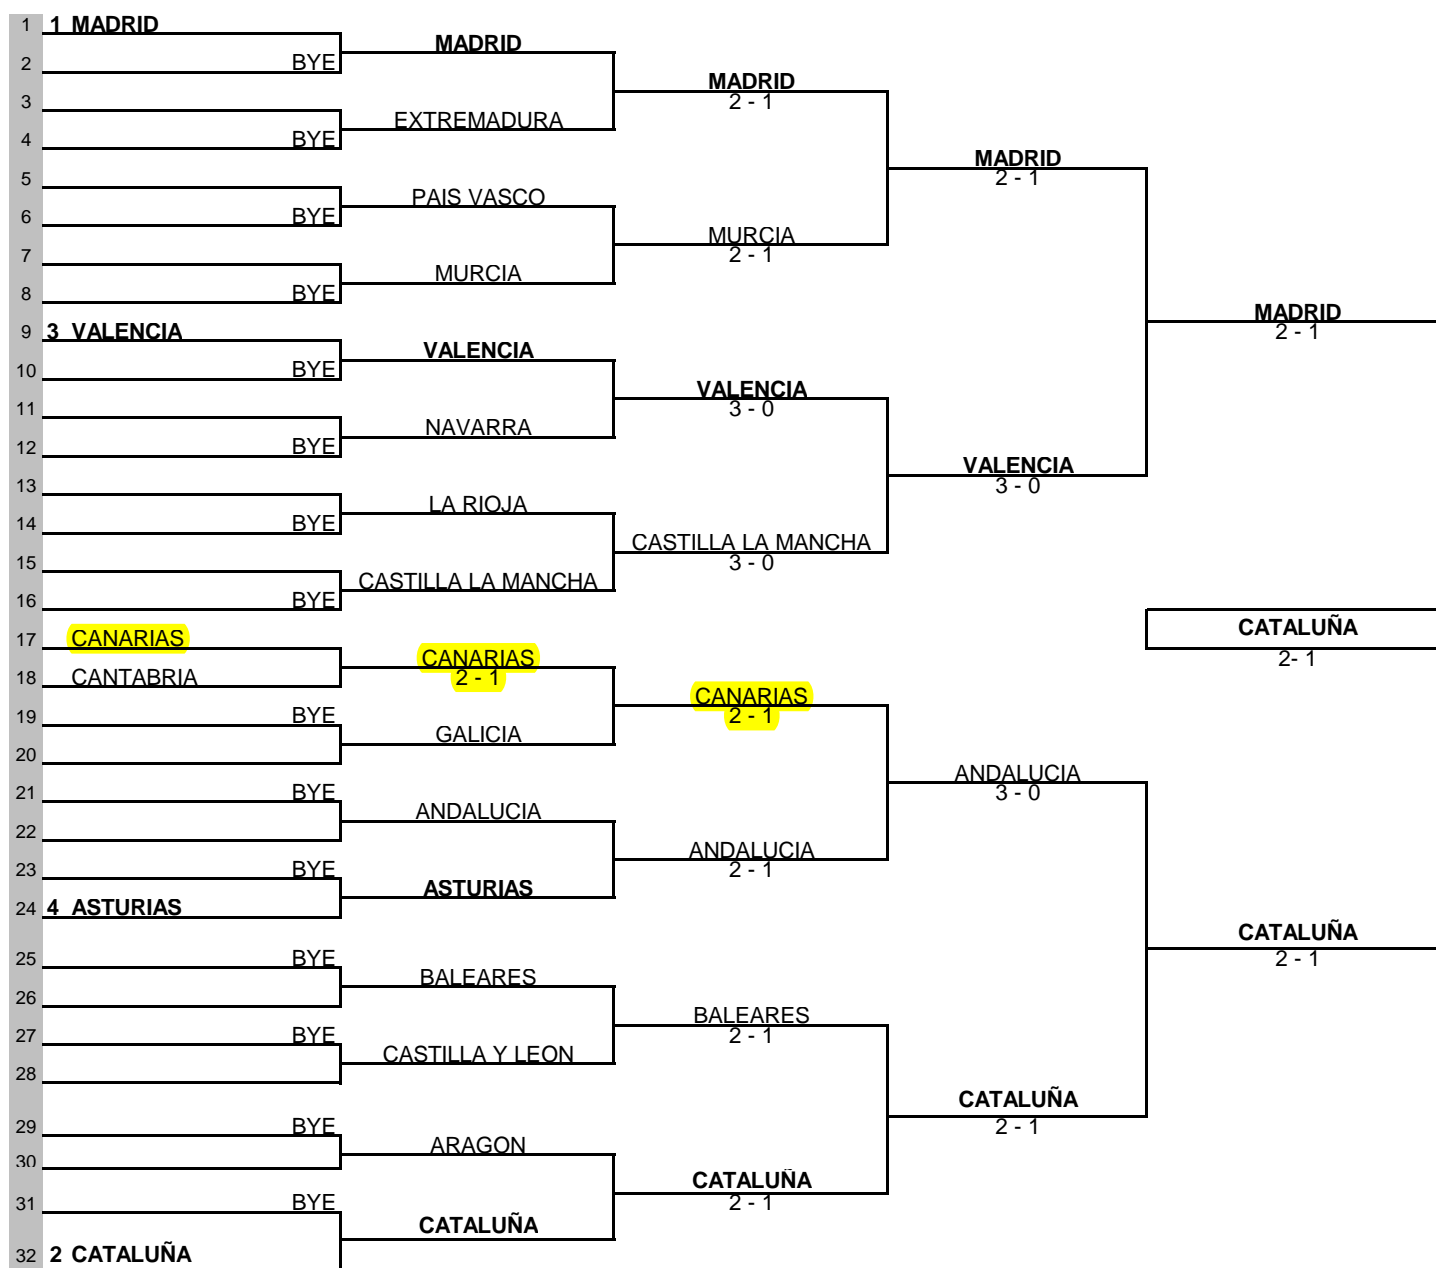 1 1 MADRID
MADRID
2 BYE
MADRID
2 - 1
3
EXTREMADURA
4 BYE
MADRID
2 - 1
5
PAIS VASCO
6 BYE
MURCIA
2 - 1
7
MURCIA
8 BYE
MADRID
2 - 1
9 3 VALENCIA
VALENCIA
10 BYE
VALENCIA
3 - 0
11
NAVARRA
12 BYE
VALENCIA
3 - 0
13
LA RIOJA
14 BYE
CASTILLA LA MANCHA
3 - 0
15
CASTILLA LA MANCHA
16 BYE
17 CANARIAS
CATALUÑA
2- 1
CANARIAS
2 - 1
18 CANTABRIA
CANARIAS
2 - 1
19 BYE
GALICIA
20
ANDALUCIA
3 - 0
21 BYE
ANDALUCIA
22
ANDALUCIA
2 - 1
23 BYE
ASTURIAS
24 4 ASTURIAS
CATALUÑA
2 - 1
25 BYE
BALEARES
26
BALEARES
2 - 1
27 BYE
CASTILLA Y LEON
28
CATALUÑA
2 - 1
29 BYE
ARAGON
30
CATALUÑA
2 - 1
31 BYE
CATALUÑA
32 2 CATALUÑA